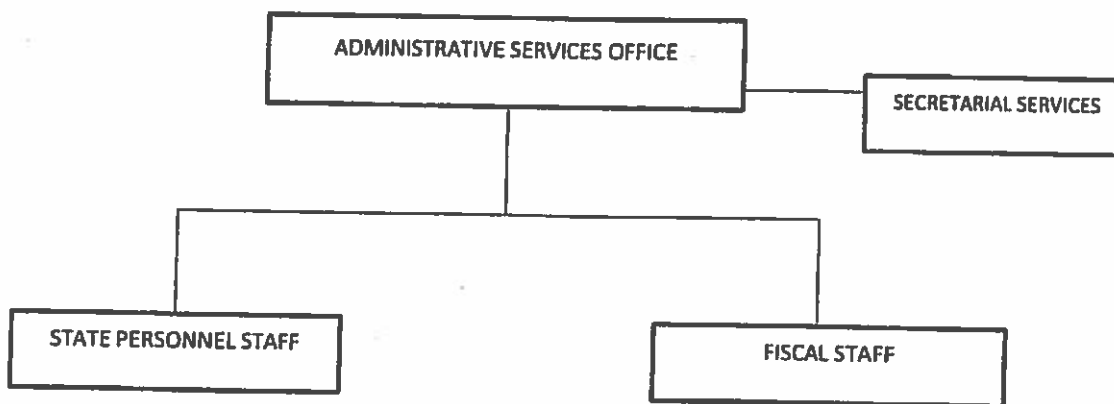 ADMINISTRATIVE SERVICES OFFICE
SECRETARIAL SERVICES
STATE PERSONNEL STAFF
FISCAL STAFF